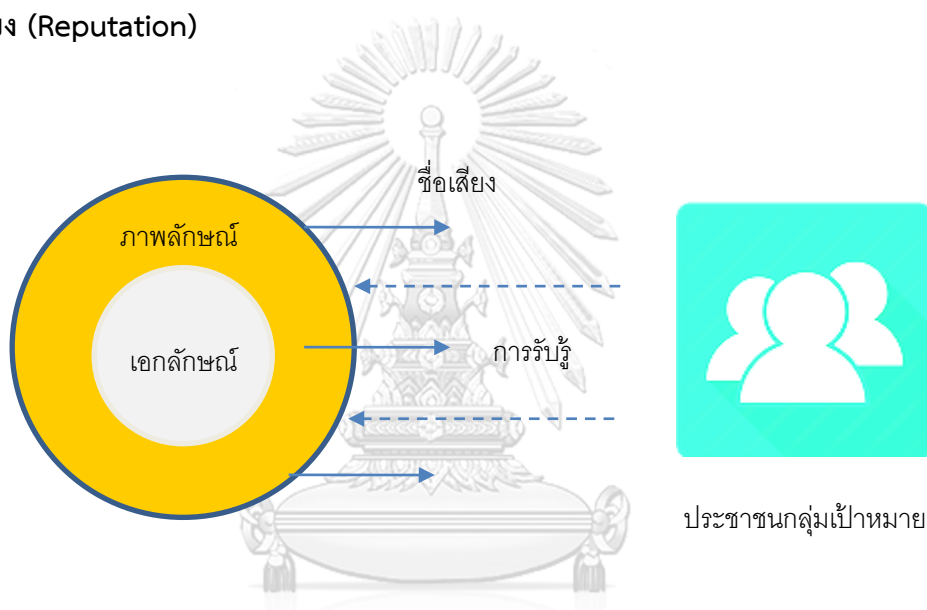 (Reputation)
ชื่อเสียง
ภาพลักษณ์
เอกลักษณ์
การรับรู้
ประชาชนกลุ่มเป้าหมาย